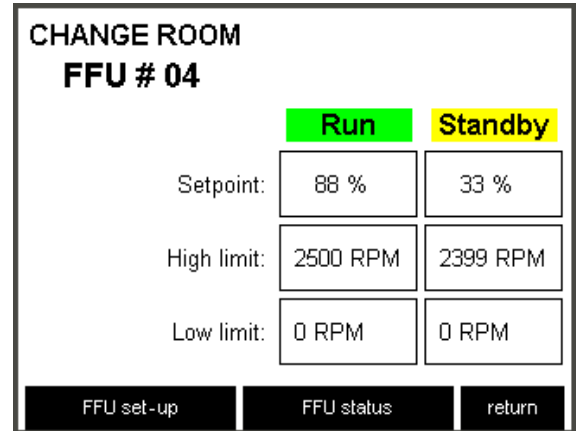 CHANGE ROOM
FFU # 04
Run Standby
Setpoint: 88 % 33 %
High limit: 2500 RPM 2399 RPM
Low limit: 0 RPM 0 RPM
FFU set-up FFU status return